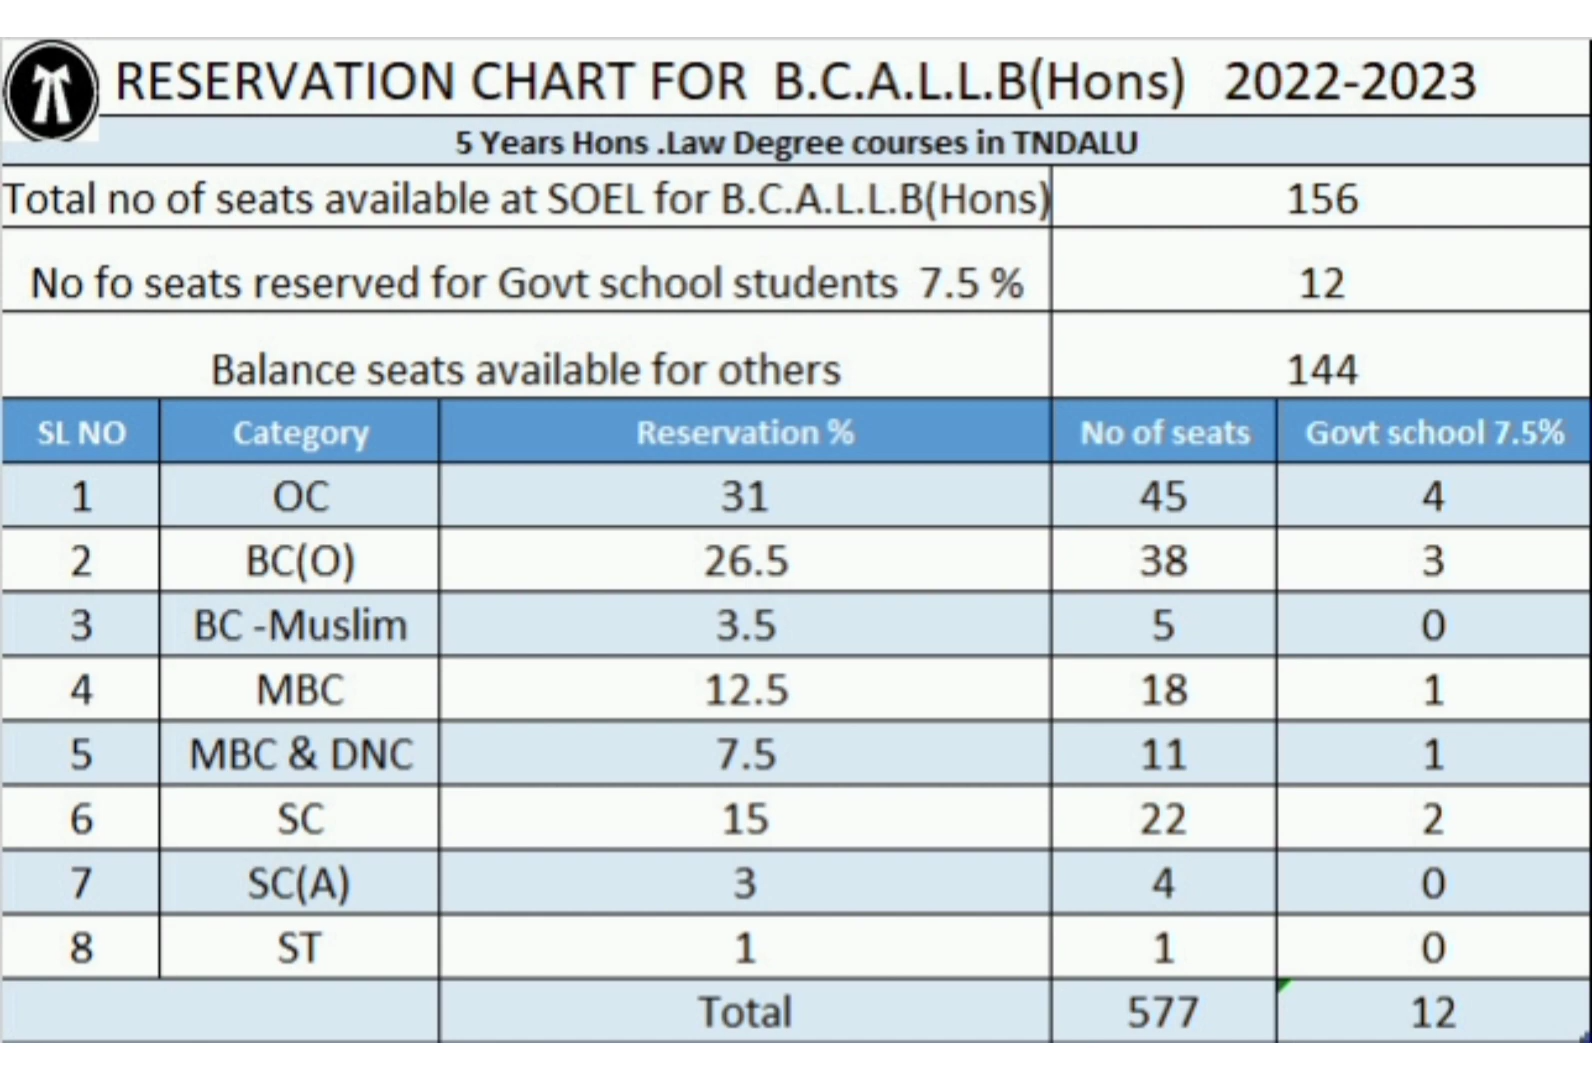 RESERVATION CHART FOR B.C.A.L.L.B(Hons) 2022-2023
5 Years Hons .Law Degree courses in TNDALU
Total no of seats available at SOEL for B.C.A.L.L.B(Hons) 156
No fo seats reserved for Govt school students 7.5 % 12
Balance seats available for others 144
SL NO Category Reservation % No of seats Govt school 7.5%
1 OC 31 45 4
2 BC(O) 26.5 38 3
3 BC -Muslim 3.5 5 0
4 MBC 12.5 18 1
5 MBC & DNC 7.5 11 1
6 SC 15 22 2
7 SC(A) 3 4 0
8 ST 1 1 0
Total 577 12